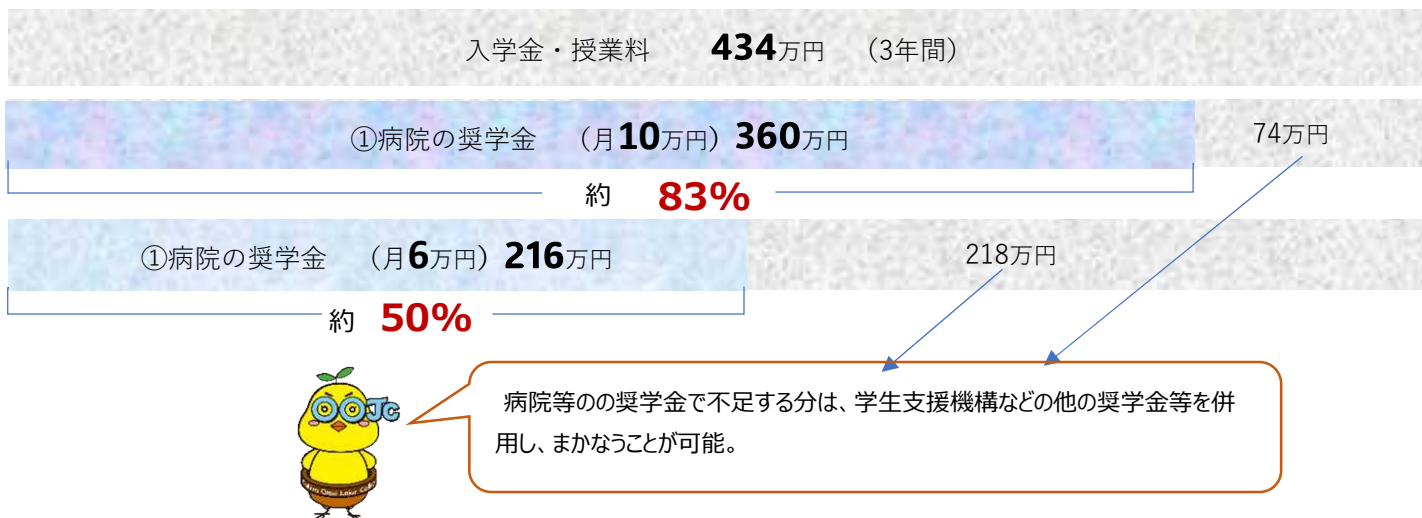 入学金・授業料 434万円 （3年間）
①病院の奨学金 （月10万円）360万円 74万円
約 83%
①病院の奨学金 （月6万円）216万円 218万円
約 50%
JC
病院等のの奨学金で不足する分は、学生支援機構などの他の奨学金等を併
用し、まかなうことが可能。